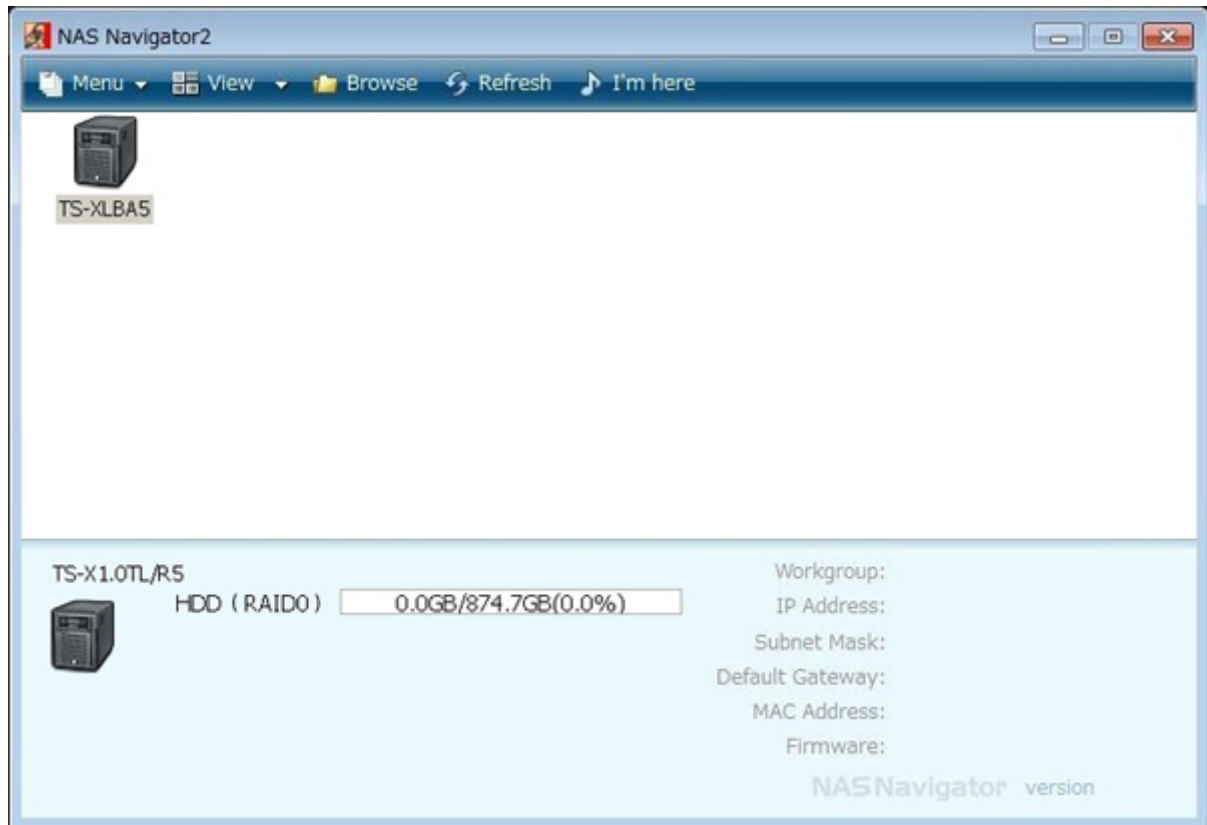 NAS Navigator2
Menu View Browse Refresh I'm here
TS-XLBA5
TS-X1.0TL/R5
HDD (RAID0) 0.0GB/874.7GB(0.0%)
Workgroup:
IP Address:
Subnet Mask:
Default Gateway:
MAC Address:
Firmware:
NASNavigator version